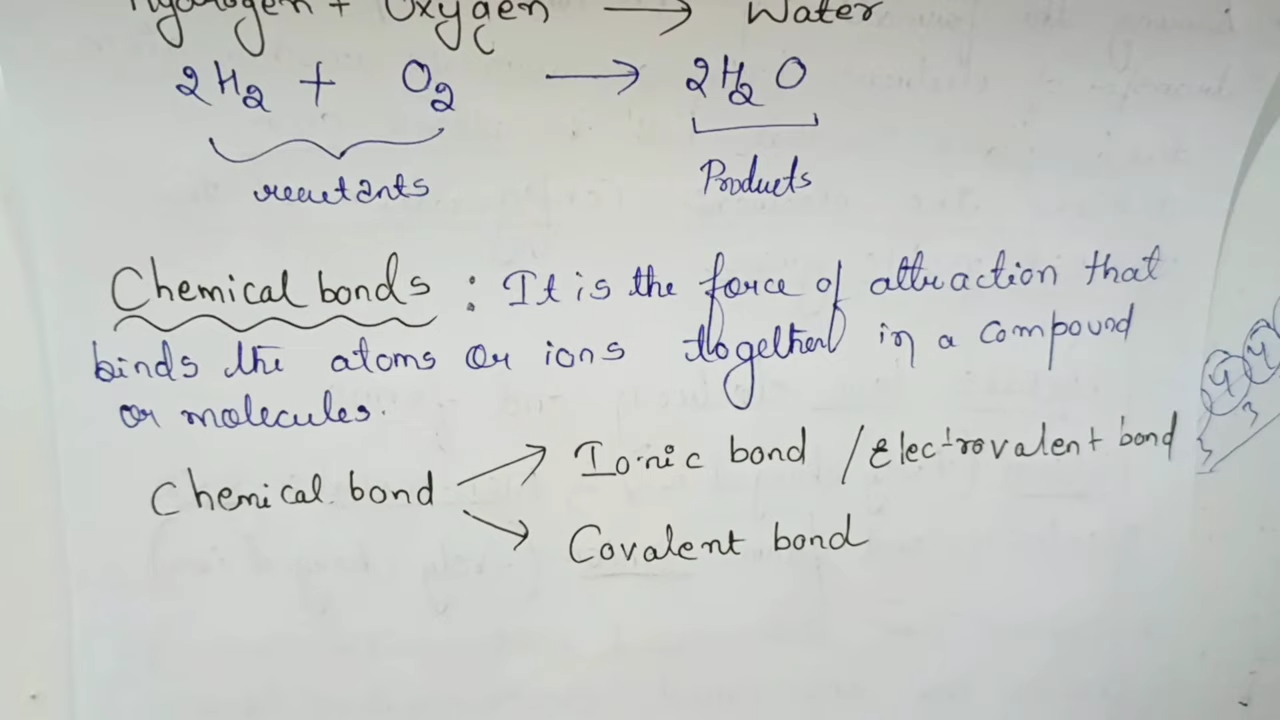 Hydrogen + Oxygen → Water
2H₂ + O₂ → 2H₂O
reactants Products
Chemical bonds : It is the force of attraction that
binds the atoms or ions together in a compound
or molecules.
Chemical bond → Ionic bond / Electrovalent bond
→ Covalent bond